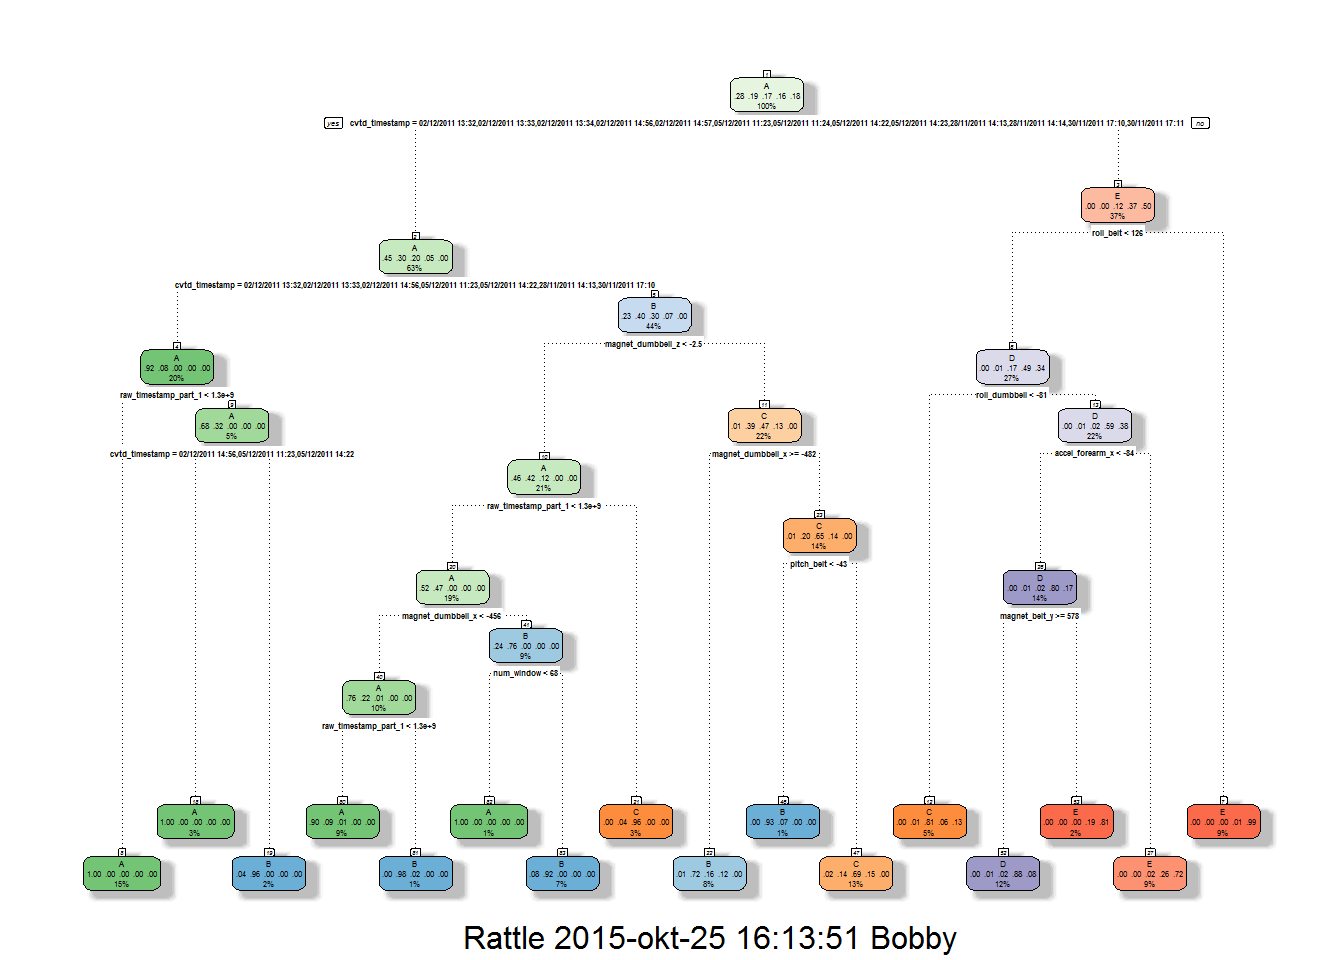 1
A
.28 .19 .17 .16 .18
100%
yes cvtd_timestamp = 02/12/2011 13:32,02/12/2011 13:33,02/12/2011 13:34,02/12/2011 14:56,02/12/2011 14:57,05/12/2011 11:23,05/12/2011 11:24,05/12/2011 14:22,05/12/2011 14:23,28/11/2011 14:13,28/11/2011 14:14,30/11/2011 17:10,30/11/2011 17:11 no
3
E
.00 .00 .12 .37 .50
37%
roll_belt < 126
2
A
.45 .30 .20 .05 .00
63%
cvtd_timestamp = 02/12/2011 13:32,02/12/2011 13:33,02/12/2011 14:56,05/12/2011 11:23,05/12/2011 14:22,28/11/2011 14:13,30/11/2011 17:10
5
B
.23 .40 .30 .07 .00
44%
magnet_dumbbell_z < -2.5
4
A
.92 .08 .00 .00 .00
20%
raw_timestamp_part_1 < 1.3e+9
6
D
.00 .01 .17 .49 .34
27%
roll_dumbbell < -81
9
A
.68 .32 .00 .00 .00
5%
cvtd_timestamp = 02/12/2011 14:56,05/12/2011 11:23,05/12/2011 14:22
11
C
.01 .39 .47 .13 .00
22%
magnet_dumbbell_x >= -482
13
D
.00 .01 .02 .59 .38
22%
accel_forearm_x < -84
10
A
.46 .42 .12 .00 .00
21%
raw_timestamp_part_1 < 1.3e+9
23
C
.01 .20 .65 .14 .00
14%
pitch_belt < -43
20
A
.52 .47 .00 .00 .00
19%
magnet_dumbbell_x < -456
26
D
.00 .01 .02 .80 .17
14%
magnet_belt_y >= 578
41
B
.24 .76 .00 .00 .00
9%
num_window < 68
40
A
.76 .22 .01 .00 .00
10%
raw_timestamp_part_1 < 1.3e+9
18
A
1.00 .00 .00 .00 .00
3%
80
A
.90 .09 .01 .00 .00
9%
82
A
1.00 .00 .00 .00 .00
1%
21
C
.00 .04 .96 .00 .00
3%
46
B
.00 .93 .07 .00 .00
1%
12
C
.00 .01 .81 .06 .13
5%
53
E
.00 .00 .00 .19 .81
2%
7
E
.00 .00 .00 .01 .99
9%
8
A
1.00 .00 .00 .00 .00
15%
19
B
.04 .96 .00 .00 .00
2%
81
B
.00 .98 .02 .00 .00
1%
83
B
.08 .92 .00 .00 .00
7%
22
B
.01 .72 .16 .12 .00
8%
47
C
.02 .14 .69 .15 .00
13%
52
D
.00 .01 .02 .88 .08
12%
27
E
.00 .00 .02 .26 .72
9%
Rattle 2015-okt-25 16:13:51 Bobby